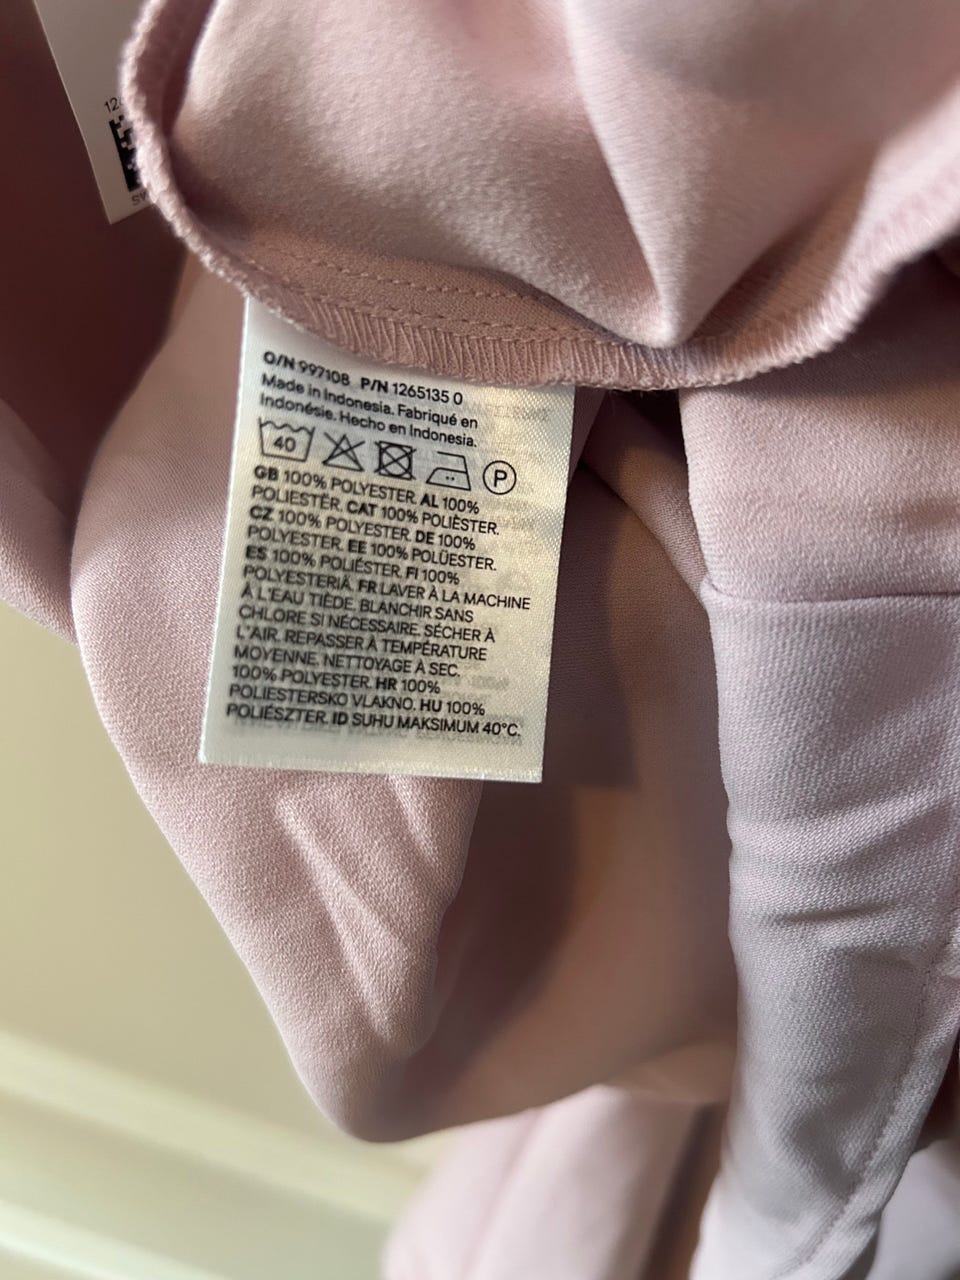 12
SW
O/N 997108 P/N 1265135 0
Made in Indonesia. Fabriqué en
Indonésie. Hecho en Indonesia.
40 P
GB 100% POLYESTER. AL 100%
POLIESTËR. CAT 100% POLIÈSTER.
CZ 100% POLYESTER. DE 100%
POLYESTER. EE 100% POLÜESTER.
ES 100% POLIÉSTER. FI 100%
POLYESTERIÄ. FR LAVER À LA MACHINE
À L'EAU TIÈDE. BLANCHIR SANS
CHLORE SI NÉCESSAIRE. SÉCHER À
L'AIR. REPASSER À TEMPÉRATURE
MOYENNE. NETTOYAGE À SEC.
100% POLYESTER. HR 100%
POLIESTERSKO VLAKNO. HU 100%
POLIÉSZTER. ID SUHU MAKSIMUM 40°C.